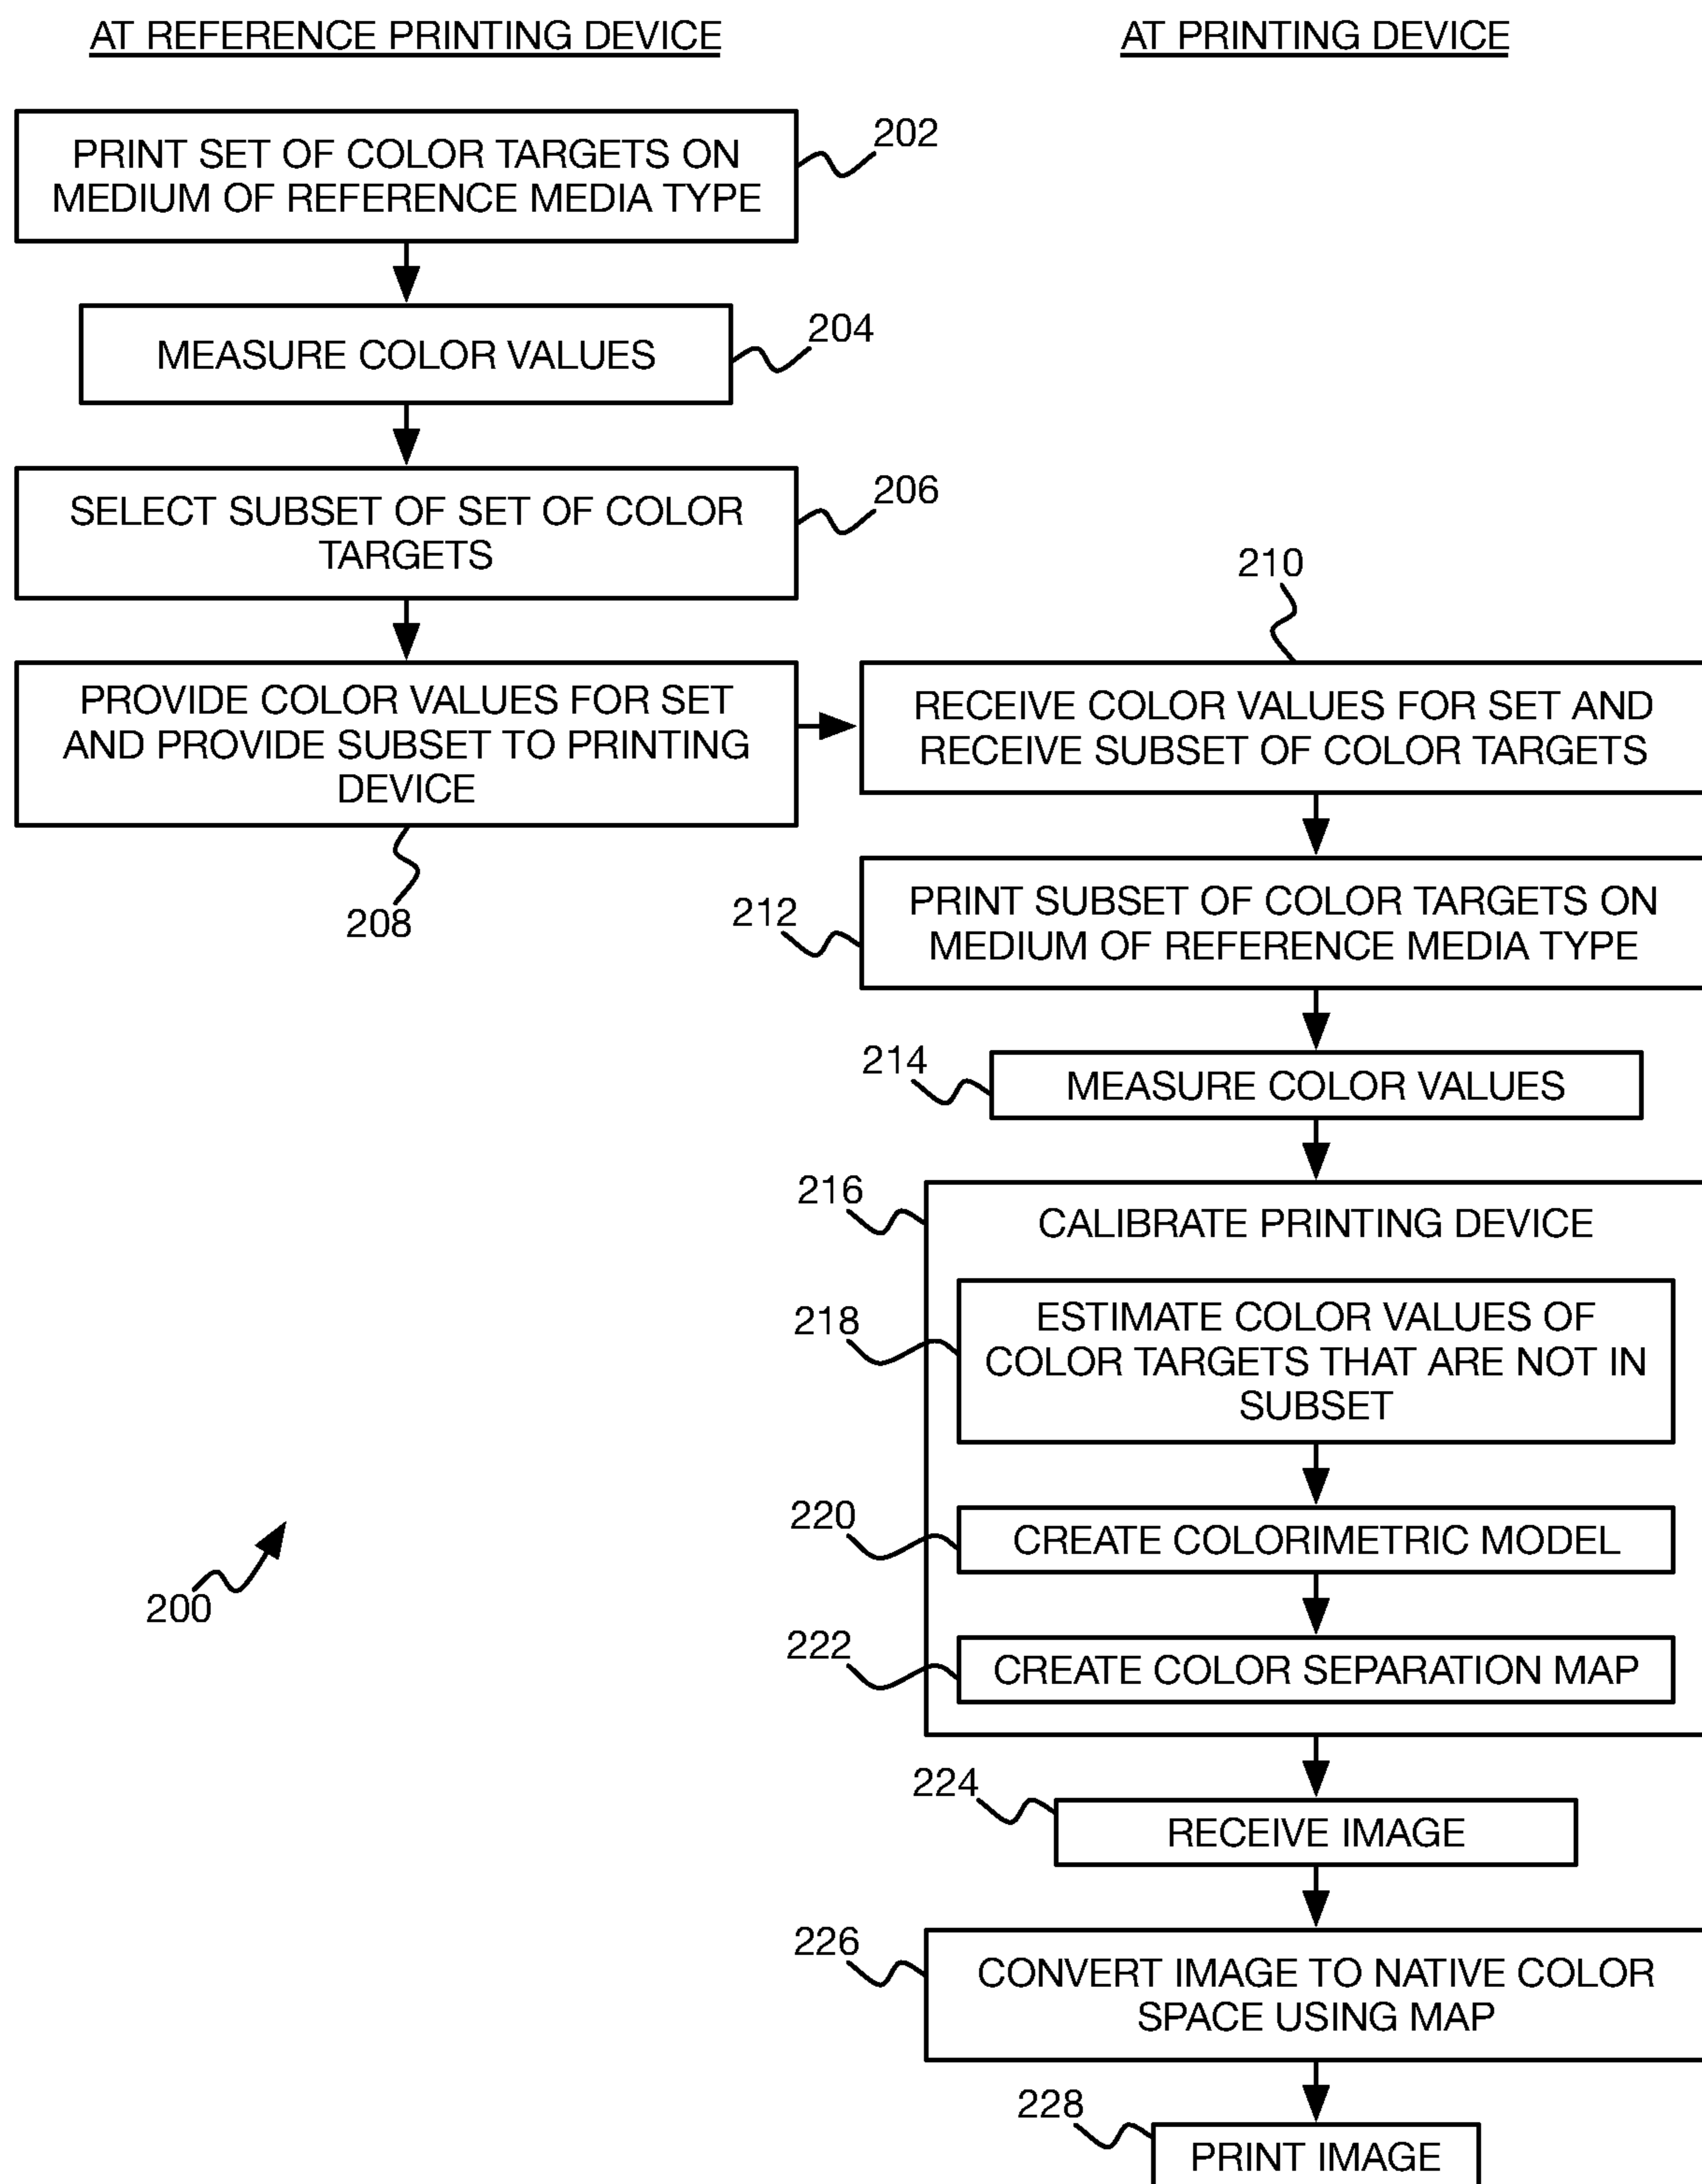 AT REFERENCE PRINTING DEVICE
PRINT SET OF COLOR TARGETS ON
MEDIUM OF REFERENCE MEDIA TYPE
202
MEASURE COLOR VALUES
204
SELECT SUBSET OF SET OF COLOR
TARGETS
206
PROVIDE COLOR VALUES FOR SET
AND PROVIDE SUBSET TO PRINTING
DEVICE
208
AT PRINTING DEVICE
210
RECEIVE COLOR VALUES FOR SET AND
RECEIVE SUBSET OF COLOR TARGETS
212
PRINT SUBSET OF COLOR TARGETS ON
MEDIUM OF REFERENCE MEDIA TYPE
214
MEASURE COLOR VALUES
216
CALIBRATE PRINTING DEVICE
218
ESTIMATE COLOR VALUES OF
COLOR TARGETS THAT ARE NOT IN
SUBSET
220
CREATE COLORIMETRIC MODEL
222
CREATE COLOR SEPARATION MAP
224
RECEIVE IMAGE
226
CONVERT IMAGE TO NATIVE COLOR
SPACE USING MAP
228
PRINT IMAGE
200